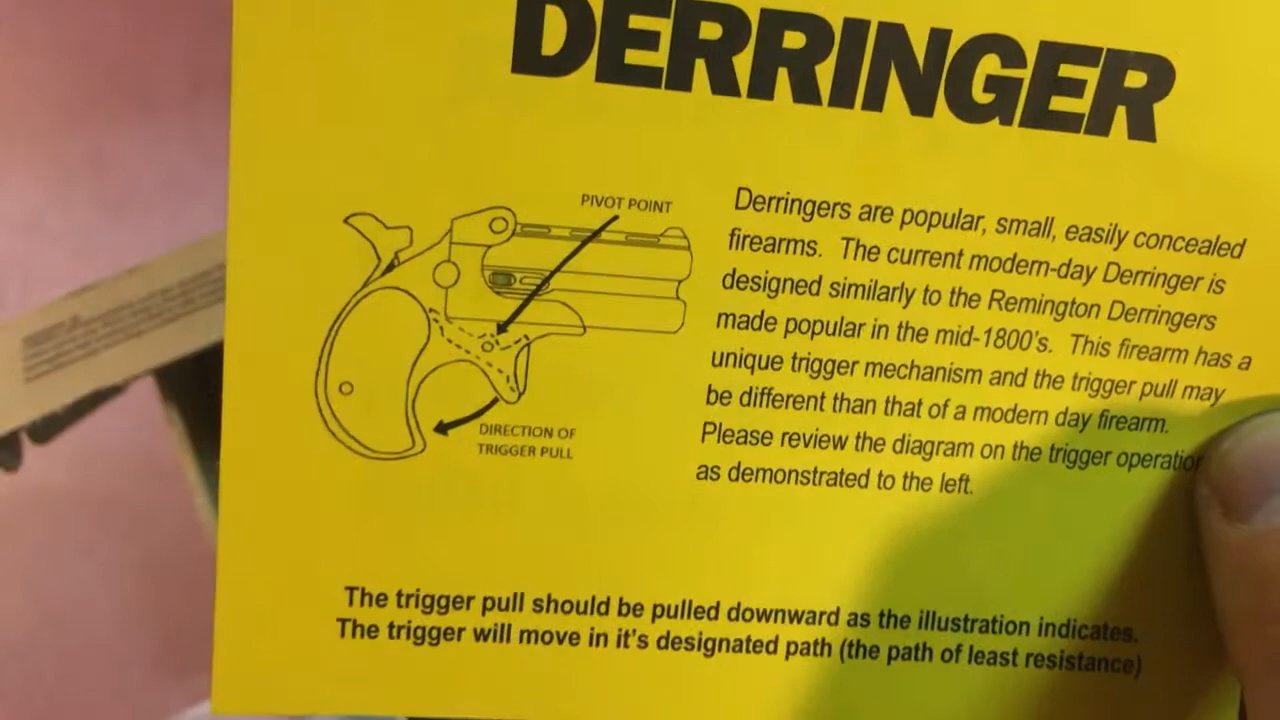 DERRINGER
PIVOT POINT
DIRECTION OF
TRIGGER PULL
Derringers are popular, small, easily concealed
firearms. The current modern-day Derringer is
designed similarly to the Remington Derringers
made popular in the mid-1800's. This firearm has a
unique trigger mechanism and the trigger pull may
be different than that of a modern day firearm.
Please review the diagram on the trigger operation
as demonstrated to the left.
The trigger pull should be pulled downward as the illustration indicates.
The trigger will move in it's designated path (the path of least resistance)